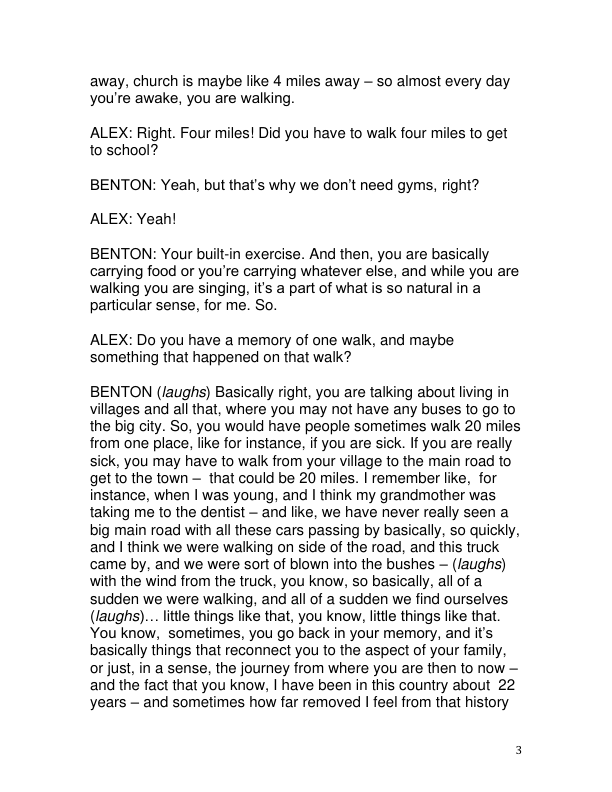 away, church is maybe like 4 miles away – so almost every day
you’re awake, you are walking.
ALEX: Right. Four miles! Did you have to walk four miles to get
to school?
BENTON: Yeah, but that’s why we don’t need gyms, right?
ALEX: Yeah!
BENTON: Your built-in exercise. And then, you are basically
carrying food or you’re carrying whatever else, and while you are
walking you are singing, it’s a part of what is so natural in a
particular sense, for me. So.
ALEX: Do you have a memory of one walk, and maybe
something that happened on that walk?
BENTON (laughs) Basically right, you are talking about living in
villages and all that, where you may not have any buses to go to
the big city. So, you would have people sometimes walk 20 miles
from one place, like for instance, if you are sick. If you are really
sick, you may have to walk from your village to the main road to
get to the town –  that could be 20 miles. I remember like,  for
instance, when I was young, and I think my grandmother was
taking me to the dentist – and like, we have never really seen a
big main road with all these cars passing by basically, so quickly,
and I think we were walking on side of the road, and this truck
came by, and we were sort of blown into the bushes – (laughs)
with the wind from the truck, you know, so basically, all of a
sudden we were walking, and all of a sudden we find ourselves
(laughs)… little things like that, you know, little things like that.
You know,  sometimes, you go back in your memory, and it’s
basically things that reconnect you to the aspect of your family,
or just, in a sense, the journey from where you are then to now –
and the fact that you know, I have been in this country about  22
years – and sometimes how far removed I feel from that history
3